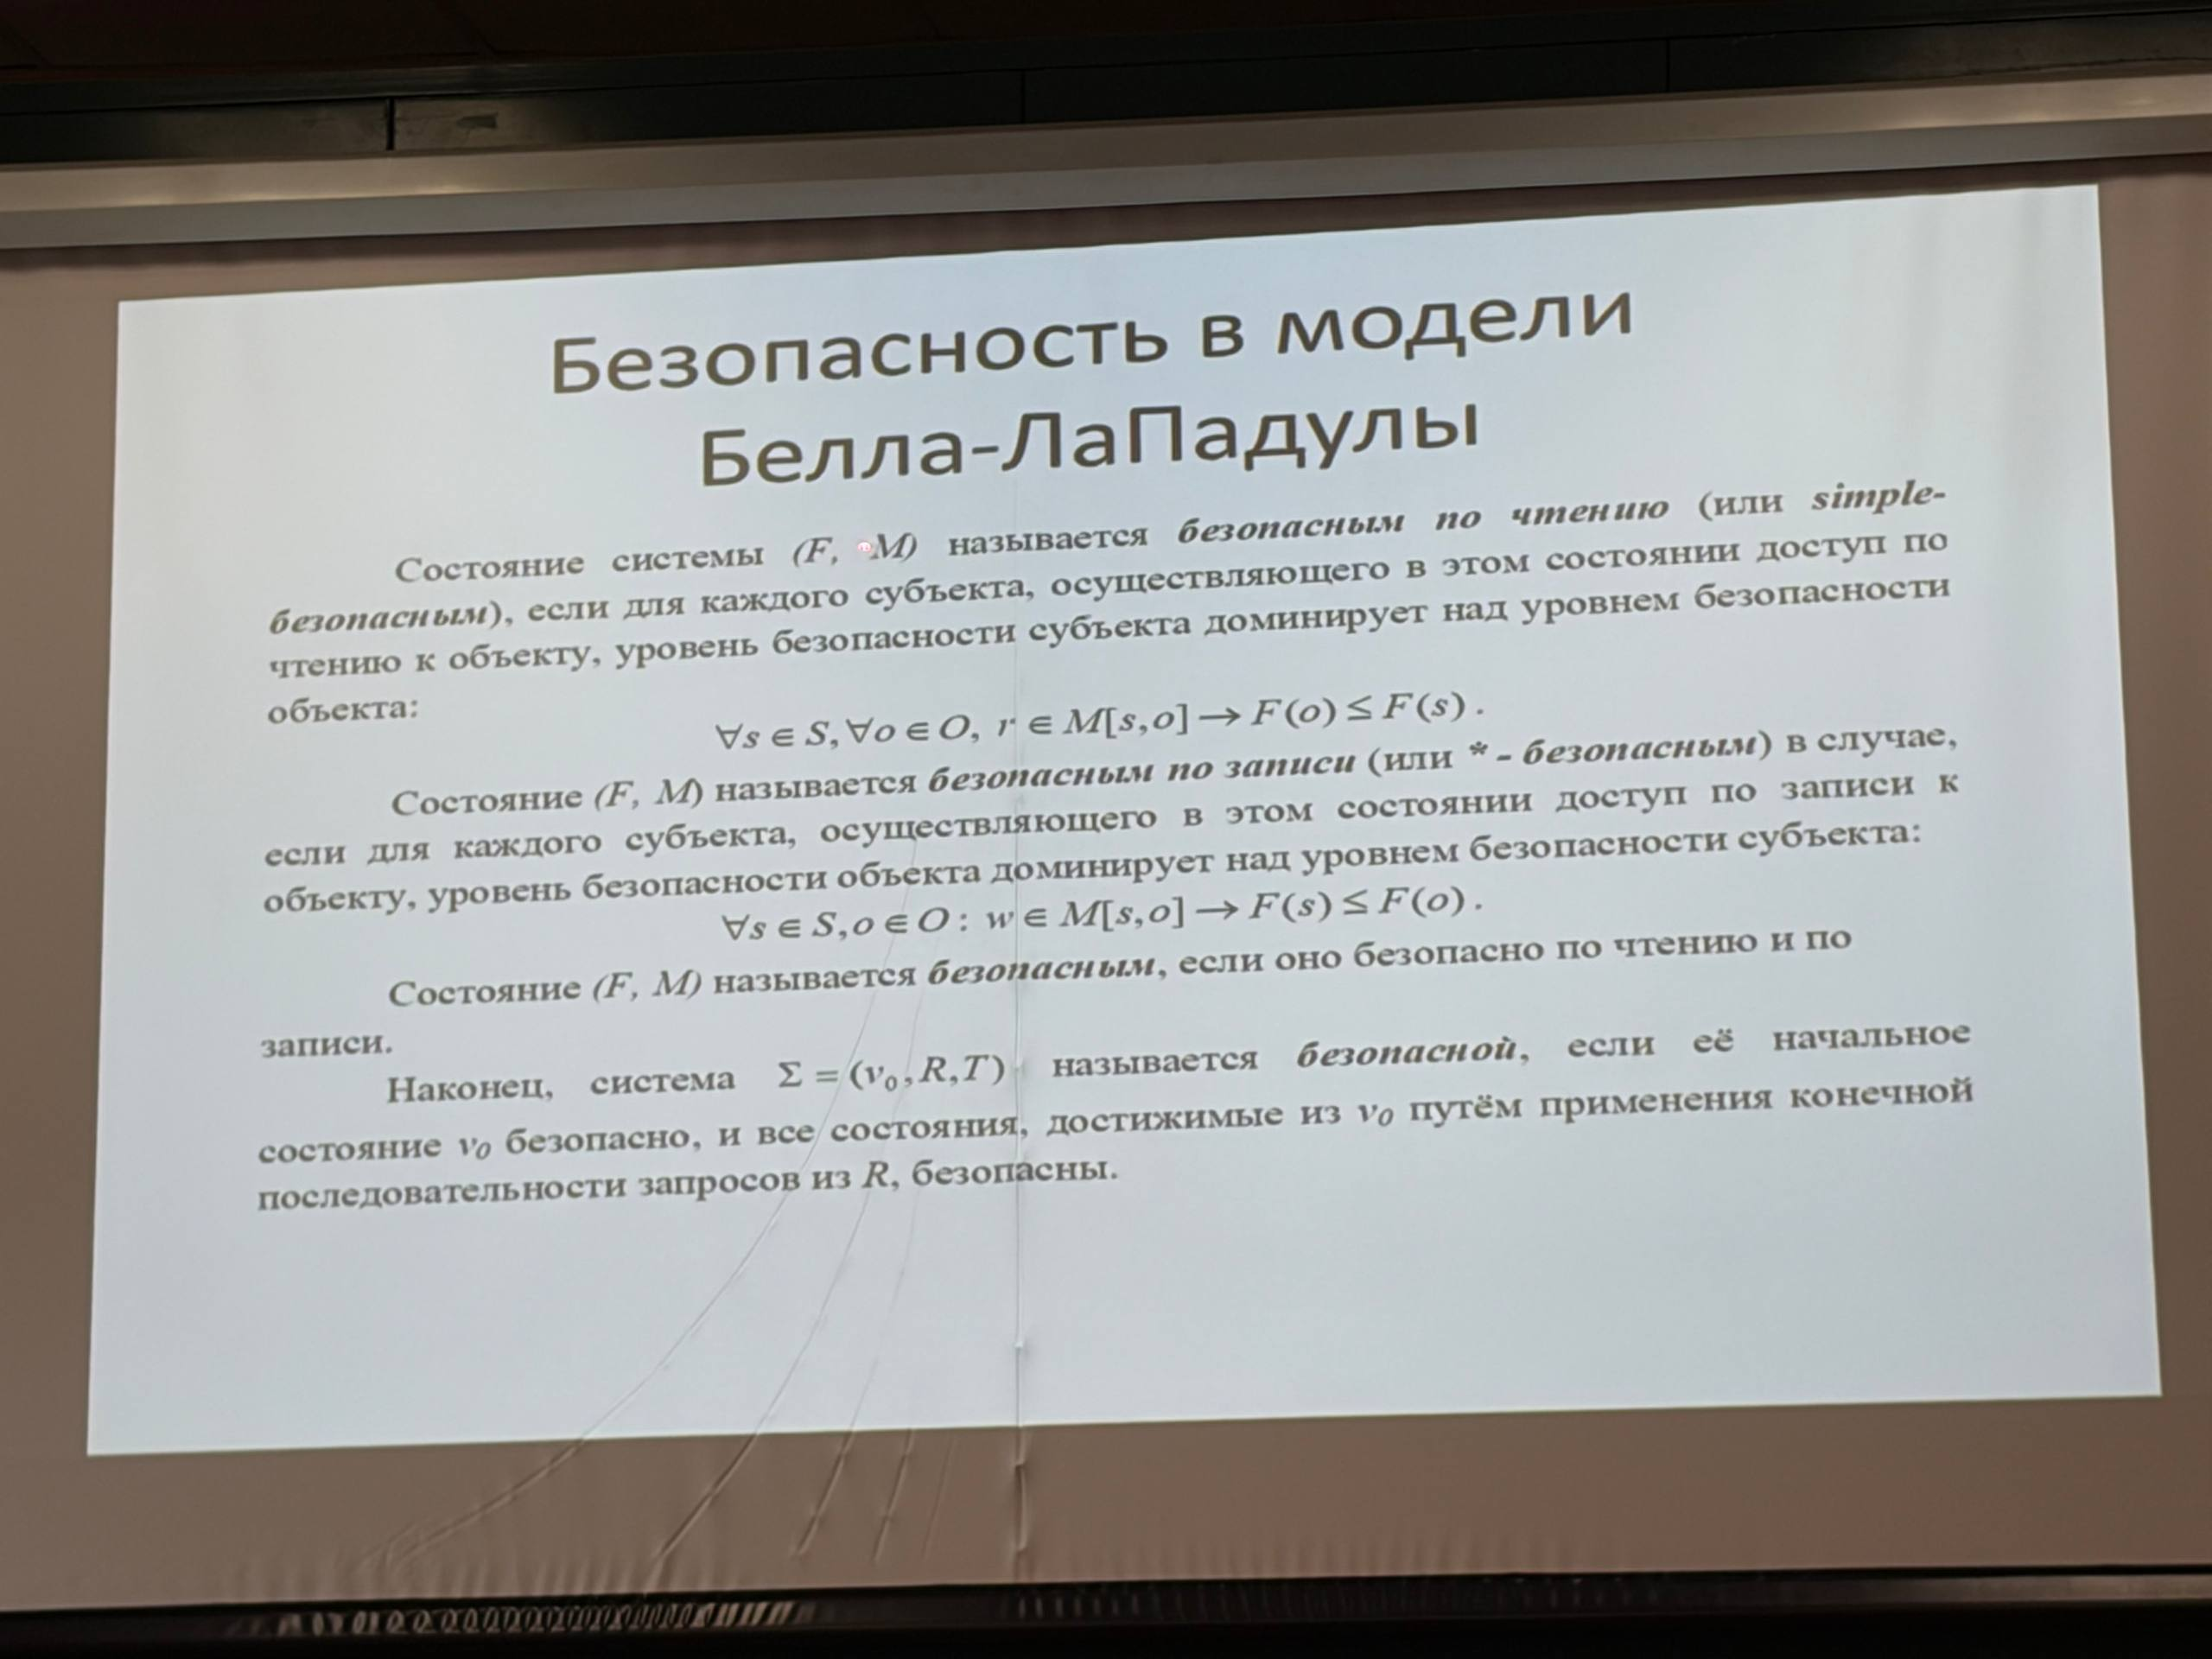 Безопасность в модели
Белла-ЛаПадулы
Состояние системы (F, M) называется безопасным по чтению (или simple-
безопасным), если для каждого субъекта, осуществляющего в этом состоянии доступ по
чтению к объекту, уровень безопасности субъекта доминирует над уровнем безопасности
объекта:
∀s ∈ S, ∀o ∈ O, r ∈ M[s,o] → F(o) ≤ F(s).
Состояние (F, M) называется безопасным по записи (или * - безопасным) в случае,
если для каждого субъекта, осуществляющего в этом состоянии доступ по записи к
объекту, уровень безопасности объекта доминирует над уровнем безопасности субъекта:
∀s ∈ S, o ∈ O : w ∈ M[s,o] → F(s) ≤ F(o).
Состояние (F, M) называется безопасным, если оно безопасно по чтению и по
записи.
Наконец, система Σ = (v₀, R, T) называется безопасной, если её начальное
состояние v₀ безопасно, и все состояния, достижимые из v₀ путём применения конечной
последовательности запросов из R, безопасны.